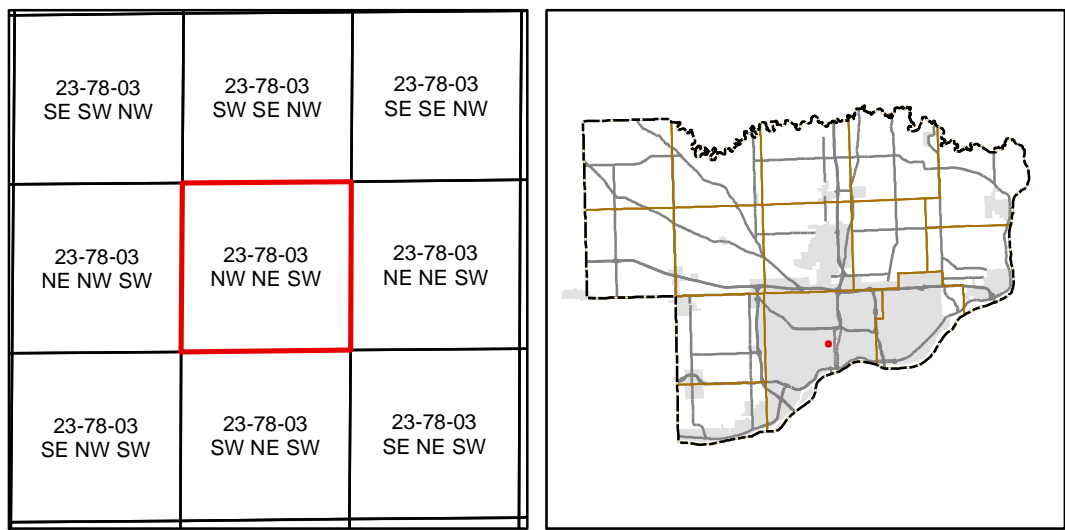 23-78-03
SE SW NW
23-78-03
SW SE NW
23-78-03
SE SE NW
23-78-03
NE NW SW
23-78-03
NW NE SW
23-78-03
NE NE SW
23-78-03
SE NW SW
23-78-03
SW NE SW
23-78-03
SE NE SW